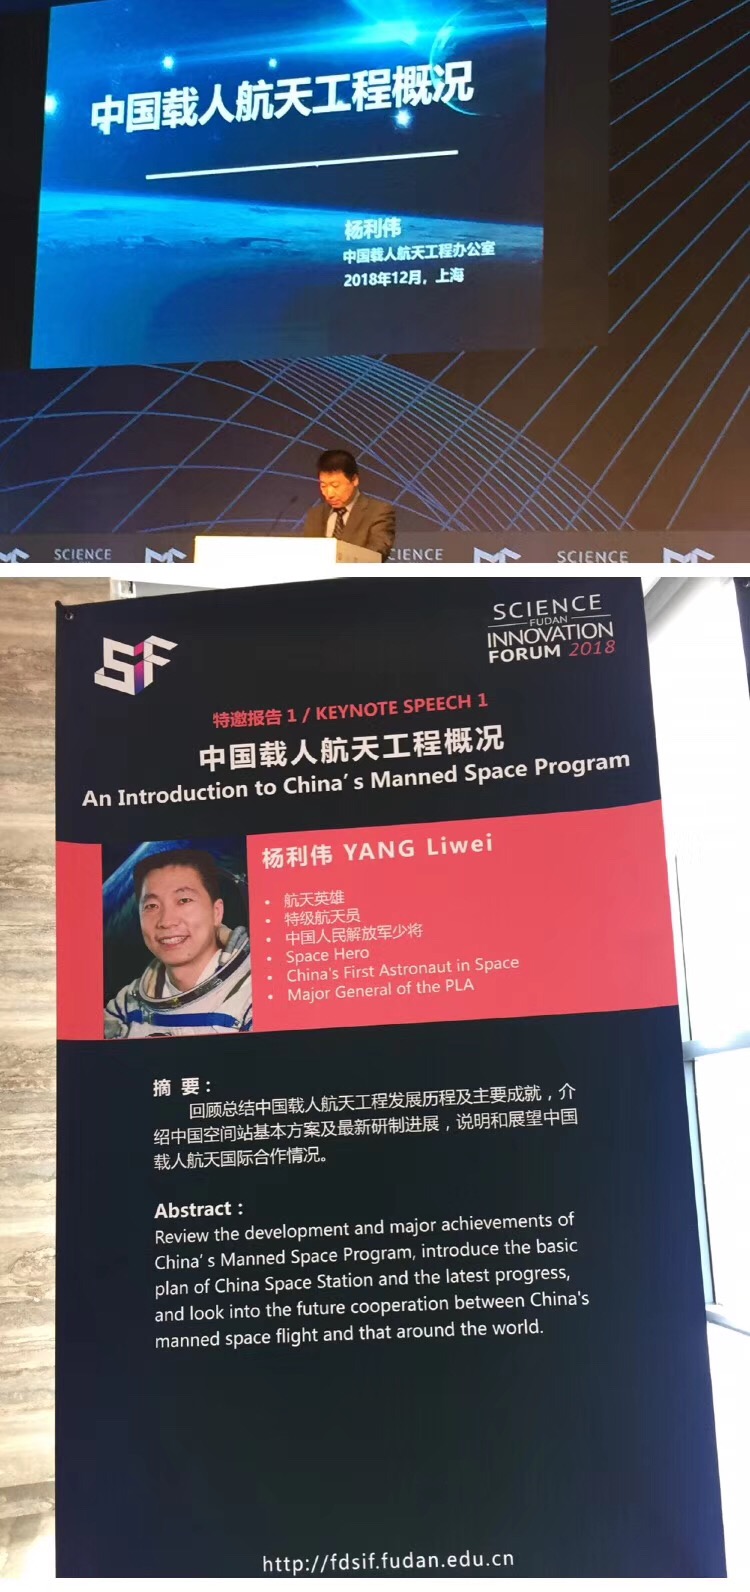 中国载人航天工程概况
杨利伟
中国载人航天工程办公室
2018年12月，上海
SCIENCE
CIENCE
SCIENCE
SIF
SCIENCE
FUDAN
INNOVATION
FORUM 2018
特邀报告 1 / KEYNOTE SPEECH 1
中国载人航天工程概况
An Introduction to China's Manned Space Program
杨利伟 YANG Liwei
• 航天英雄
• 特级航天员
• 中国人民解放军少将
• Space Hero
• China's First Astronaut in Space
• Major General of the PLA
摘 要：
回顾总结中国载人航天工程发展历程及主要成就，介
绍中国空间站基本方案及最新研制进展，说明和展望中国
载人航天国际合作情况。
Abstract :
Review the development and major achievements of
China's Manned Space Program, introduce the basic
plan of China Space Station and the latest progress,
and look into the future cooperation between China's
manned space flight and that around the world.
http://fdsif.fudan.edu.cn